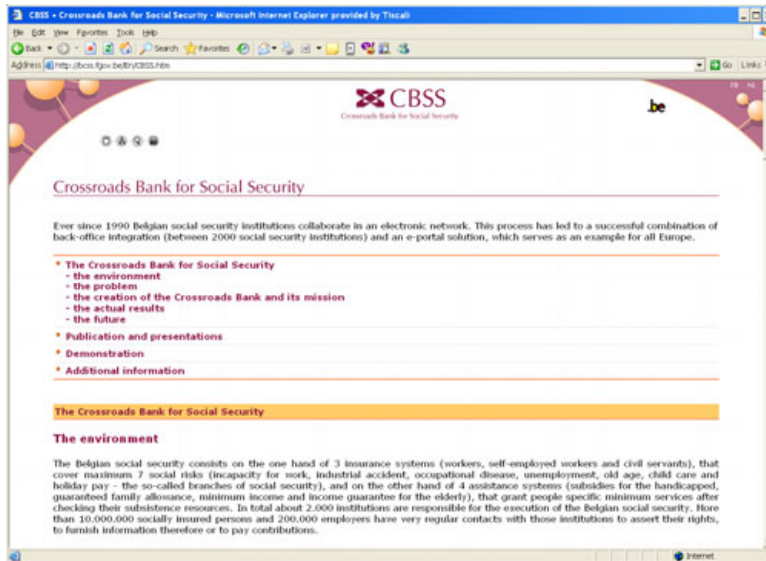 CBSS - Crossroads Bank for Social Security - Microsoft Internet Explorer provided by Tiscali
File Edit View Favorites Tools Help
Back Search Favorites
Address http://bcss.fgov.be/En/CBSS.htm Go Links
FR NL
CBSS
Crossroads Bank for Social Security
.be
Crossroads Bank for Social Security
Ever since 1990 Belgian social security institutions collaborate in an electronic network. This process has led to a successful combination of
back-office integration (between 2000 social security institutions) and an e-portal solution, which serves as an example for all Europe.
* The Crossroads Bank for Social Security
- the environment
- the problem
- the creation of the Crossroads Bank and its mission
- the actual results
- the future
* Publication and presentations
* Demonstration
* Additional information
The Crossroads Bank for Social Security
The environment
The Belgian social security consists on the one hand of 3 insurance systems (workers, self-employed workers and civil servants), that
cover maximum 7 social risks (incapacity for work, industrial accident, occupational disease, unemployment, old age, child care and
holiday pay - the so-called branches of social security), and on the other hand of 4 assistance systems (subsidies for the handicapped,
guaranteed family allowance, minimum income and income guarantee for the elderly), that grant people specific minimum services after
checking their subsistence resources. In total about 2.000 institutions are responsible for the execution of the Belgian social security. More
than 10.000.000 socially insured persons and 200.000 employers have very regular contacts with those institutions to assert their rights,
to furnish information therefore or to pay contributions.
Internet